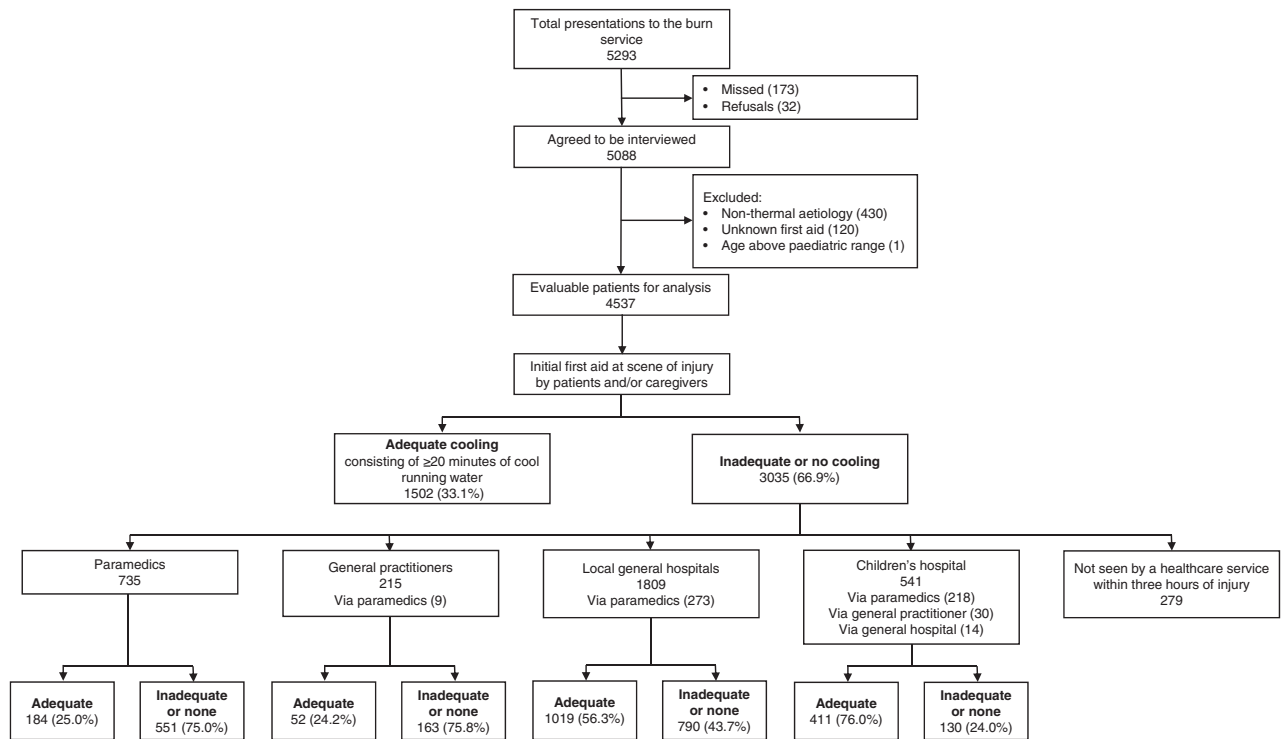 Total presentations to the burn
service
5293
• Missed (173)
• Refusals (32)
Agreed to be interviewed
5088
Excluded:
• Non-thermal aetiology (430)
• Unknown first aid (120)
• Age above paediatric range (1)
Evaluable patients for analysis
4537
Initial first aid at scene of injury
by patients and/or caregivers
Adequate cooling
consisting of ≥20 minutes of cool
running water
1502 (33.1%)
Inadequate or no cooling
3035 (66.9%)
Paramedics
735
General practitioners
215
Via paramedics (9)
Local general hospitals
1809
Via paramedics (273)
Children's hospital
541
Via paramedics (218)
Via general practitioner (30)
Via general hospital (14)
Not seen by a healthcare service
within three hours of injury
279
Adequate
184 (25.0%)
Inadequate
or none
551 (75.0%)
Adequate
52 (24.2%)
Inadequate
or none
163 (75.8%)
Adequate
1019 (56.3%)
Inadequate
or none
790 (43.7%)
Adequate
411 (76.0%)
Inadequate
or none
130 (24.0%)